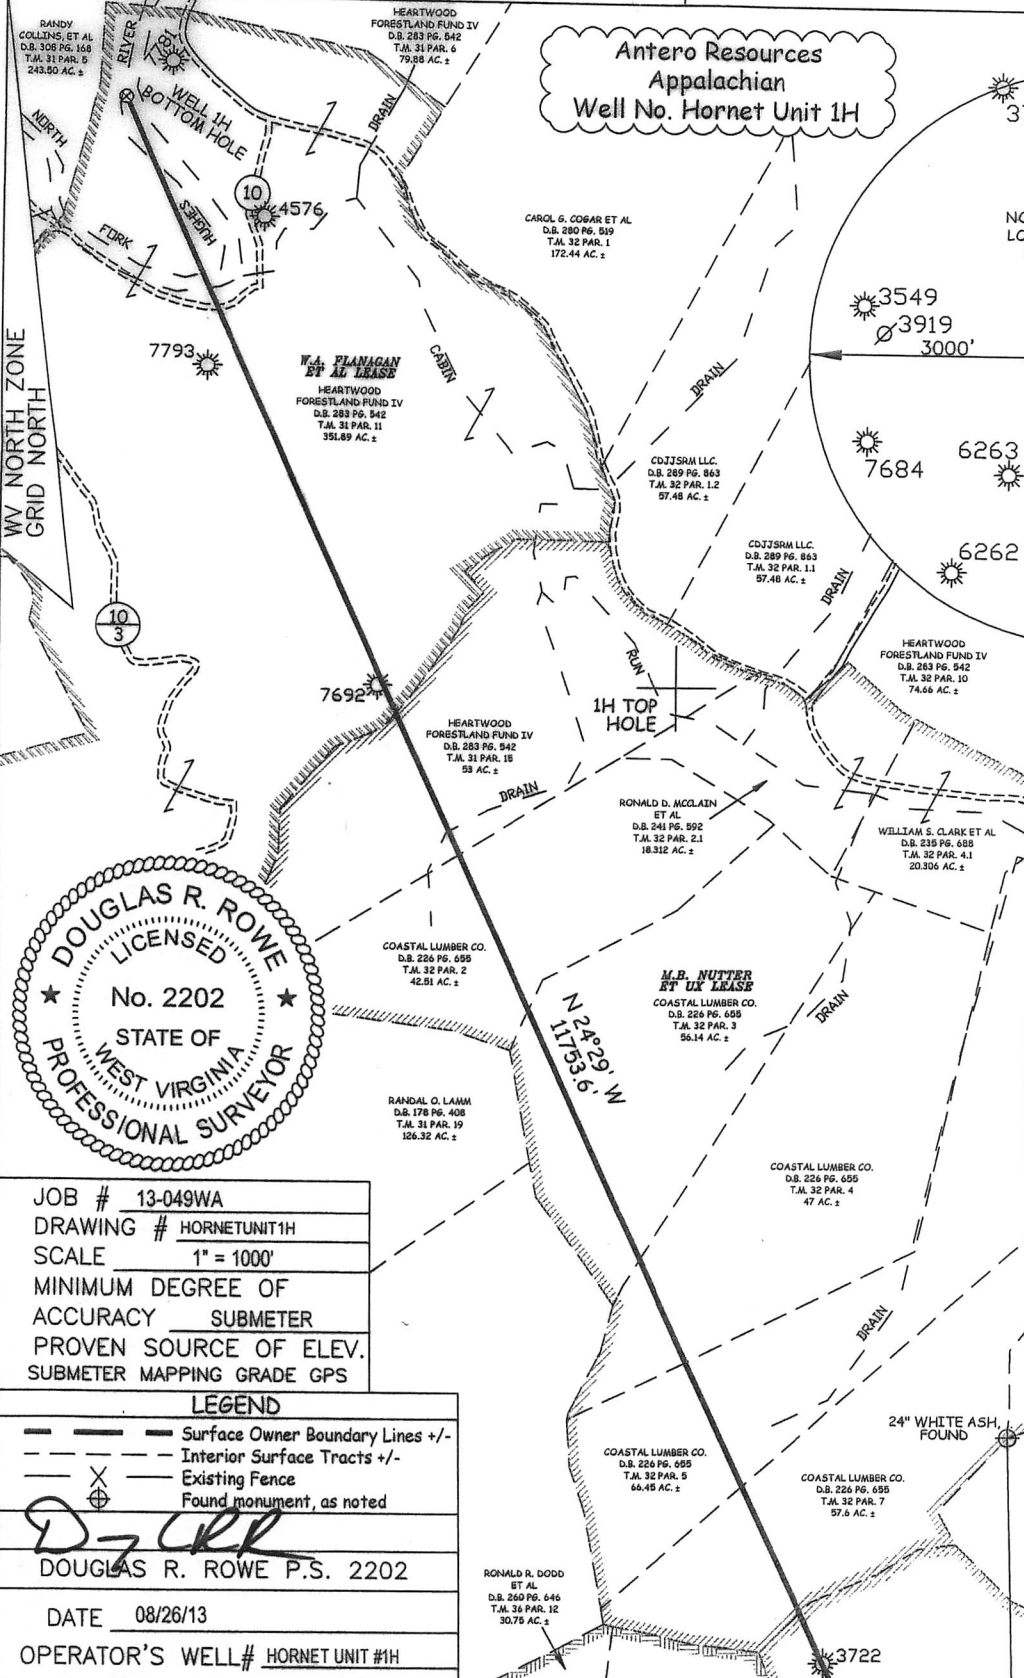 RANDY
COLLINS, ET AL
D.B. 308 PG. 168
T.M. 31 PAR. 5
243.50 AC. ±
RIVER
7781
HEARTWOOD
FORESTLAND FUND IV
D.B. 283 PG. 542
T.M. 31 PAR. 6
79.88 AC. ±
Antero Resources
Appalachian
Well No. Hornet Unit 1H
WELL 1H
BOTTOM HOLE
DRAIN
NORTH
10
4576
HUGHES
FORK
CAROL G. COGAR ET AL
D.B. 280 PG. 519
T.M. 32 PAR. 1
172.44 AC. ±
3549
3919
3000'
7793
W.A. FLANAGAN
ET AL LEASE
HEARTWOOD
FORESTLAND FUND IV
D.B. 283 PG. 542
T.M. 31 PAR. 11
351.89 AC. ±
CABIN
DRAIN
WV NORTH ZONE
GRID NORTH
7684
6263
CDJJSRM LLC.
D.B. 289 PG. 863
T.M. 32 PAR. 1.2
57.48 AC. ±
CDJJSRM LLC.
D.B. 289 PG. 863
T.M. 32 PAR. 1.1
57.48 AC. ±
6262
DRAIN
10
3
HEARTWOOD
FORESTLAND FUND IV
D.B. 283 PG. 542
T.M. 32 PAR. 10
74.66 AC. ±
RUN
7692
1H TOP
HOLE
HEARTWOOD
FORESTLAND FUND IV
D.B. 283 PG. 542
T.M. 31 PAR. 15
53 AC. ±
DRAIN
RONALD D. MCCLAIN
ET AL
D.B. 241 PG. 592
T.M. 32 PAR. 2.1
18.312 AC. ±
WILLIAM S. CLARK ET AL
D.B. 235 PG. 688
T.M. 32 PAR. 4.1
20.306 AC. ±
DOUGLAS R. ROWE
LICENSED
No. 2202
STATE OF
WEST VIRGINIA
PROFESSIONAL SURVEYOR
COASTAL LUMBER CO.
D.B. 226 PG. 655
T.M. 32 PAR. 2
42.51 AC. ±
M.B. NUTTER
ET UX LEASE
COASTAL LUMBER CO.
D.B. 226 PG. 655
T.M. 32 PAR. 3
56.14 AC. ±
DRAIN
N 24°29' W
11753.6'
RANDAL O. LAMM
D.B. 178 PG. 408
T.M. 31 PAR. 19
126.32 AC. ±
COASTAL LUMBER CO.
D.B. 226 PG. 655
T.M. 32 PAR. 4
47 AC. ±
JOB # 13-049WA
DRAWING # HORNETUNIT1H
SCALE 1" = 1000'
MINIMUM DEGREE OF
ACCURACY SUBMETER
PROVEN SOURCE OF ELEV.
SUBMETER MAPPING GRADE GPS
DRAIN
LEGEND
Surface Owner Boundary Lines +/-
Interior Surface Tracts +/-
X Existing Fence
Found monument, as noted
24" WHITE ASH,
FOUND
COASTAL LUMBER CO.
D.B. 226 PG. 655
T.M. 32 PAR. 5
66.45 AC. ±
COASTAL LUMBER CO.
D.B. 226 PG. 655
T.M. 32 PAR. 7
57.6 AC. ±
DOUGLAS R. ROWE P.S. 2202
RONALD R. DODD
ET AL
D.B. 260 PG. 646
T.M. 36 PAR. 12
30.75 AC. ±
DATE 08/26/13
OPERATOR'S WELL# HORNET UNIT #1H
3722